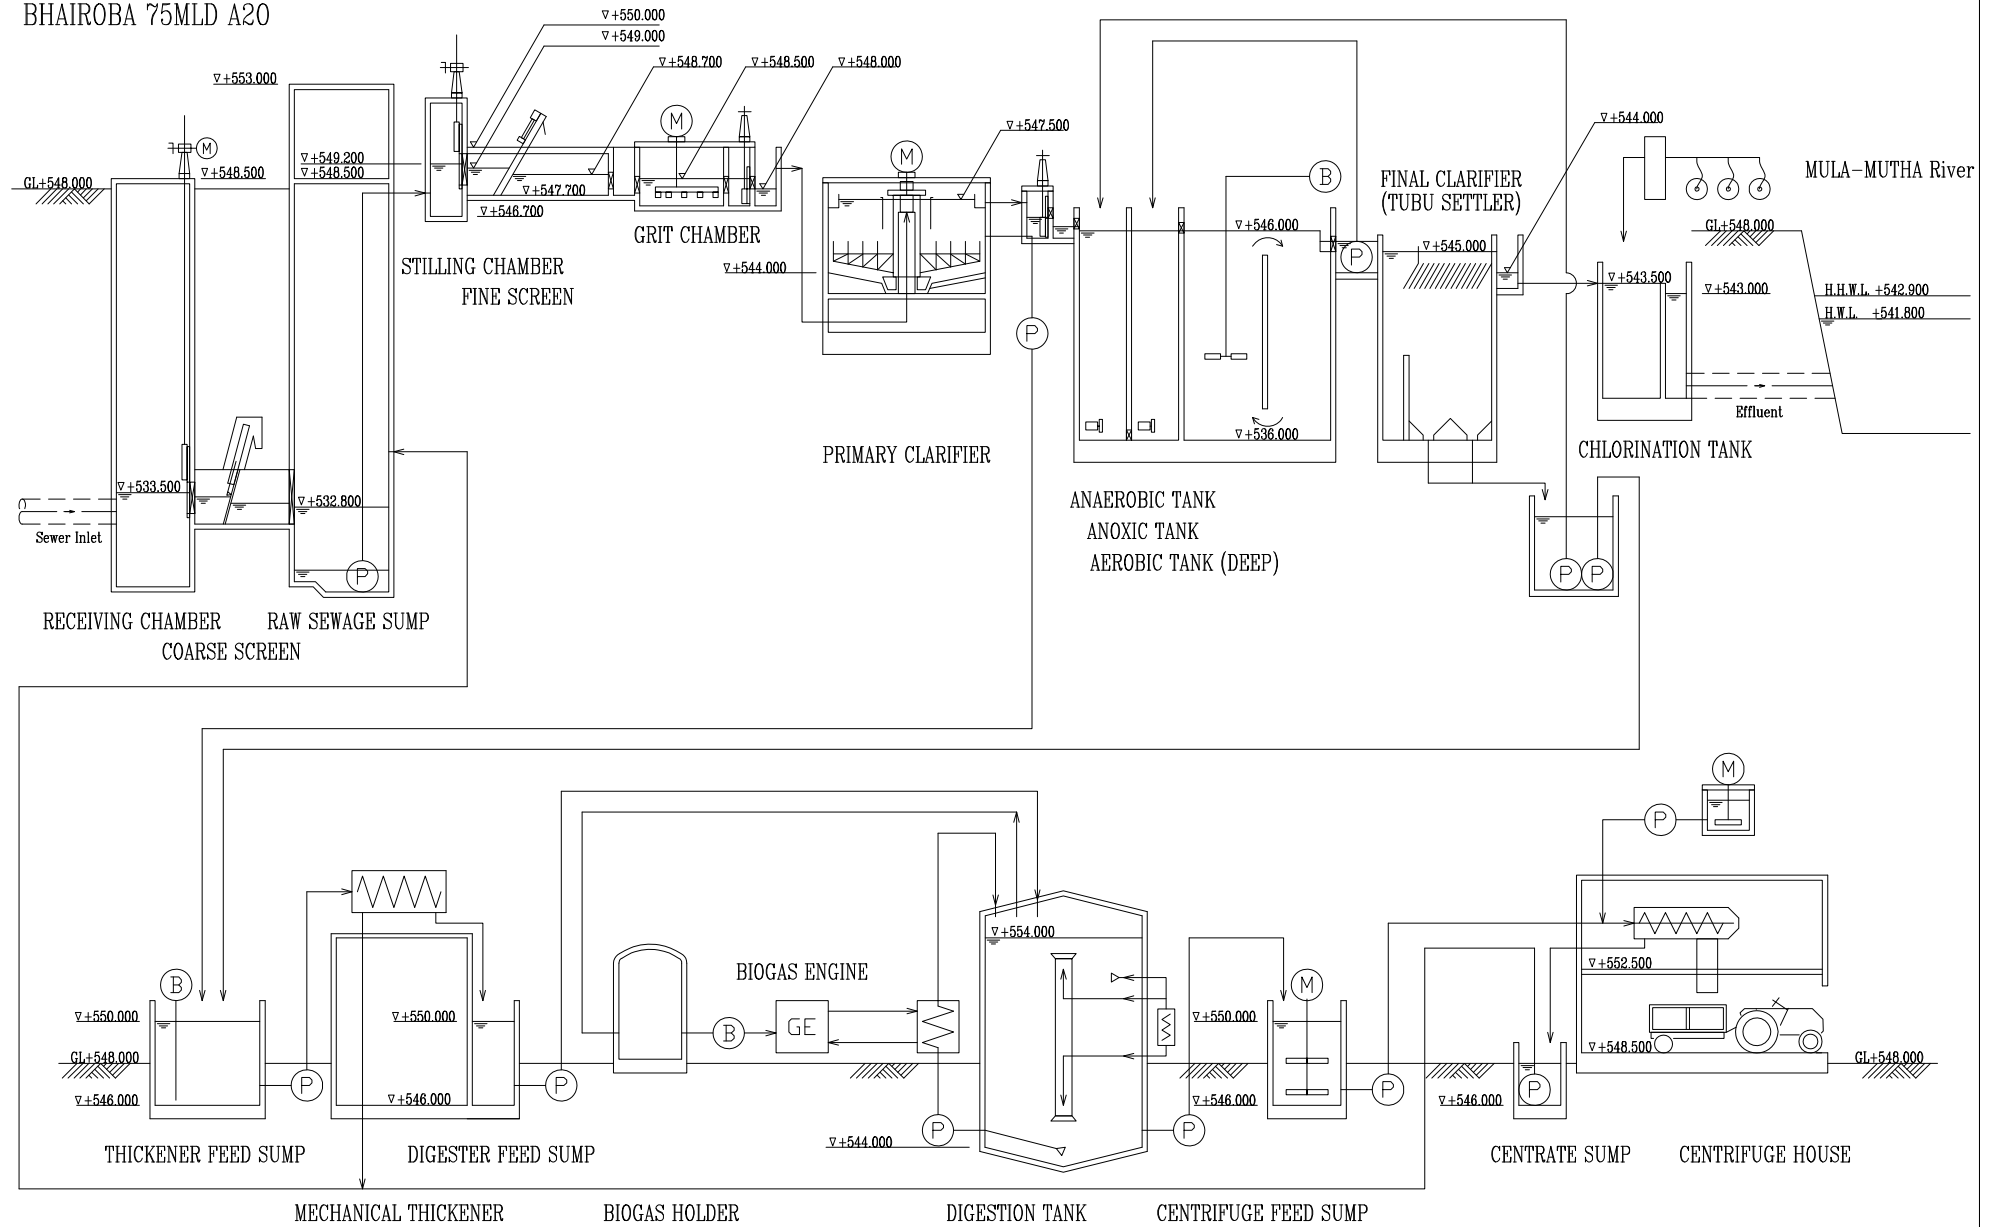 BHAIROBA 75MLD A2O
▽+550.000
▽+549.000
▽+548.700
▽+548.500
▽+548.000
▽+553.000
M
▽+549.200
▽+548.500
▽+548.500
GL+548.000
▽+547.700
▽+546.700
M
GRIT CHAMBER
STILLING CHAMBER
FINE SCREEN
▽+533.500
▽+532.800
Sewer Inlet
P
RECEIVING CHAMBER
RAW SEWAGE SUMP
COARSE SCREEN
M
▽+547.500
▽+544.000
P
PRIMARY CLARIFIER
B
▽+546.000
▽+536.000
P
ANAEROBIC TANK
ANOXIC TANK
AEROBIC TANK (DEEP)
FINAL CLARIFIER
(TUBU SETTLER)
▽+544.000
▽+545.000
P
P
MULA-MUTHA River
GL+548.000
▽+543.500
▽+543.000
H.H.W.L. +542.900
H.W.L. +541.800
Effluent
CHLORINATION TANK
B
▽+550.000
GL+548.000
▽+546.000
P
THICKENER FEED SUMP
▽+550.000
▽+546.000
P
DIGESTER FEED SUMP
MECHANICAL THICKENER
BIOGAS ENGINE
B
GE
BIOGAS HOLDER
P
▽+544.000
▽+554.000
DIGESTION TANK
P
M
▽+550.000
▽+546.000
P
CENTRIFUGE FEED SUMP
▽+546.000
P
CENTRATE SUMP
M
P
▽+552.500
▽+548.500
GL+548.000
CENTRIFUGE HOUSE